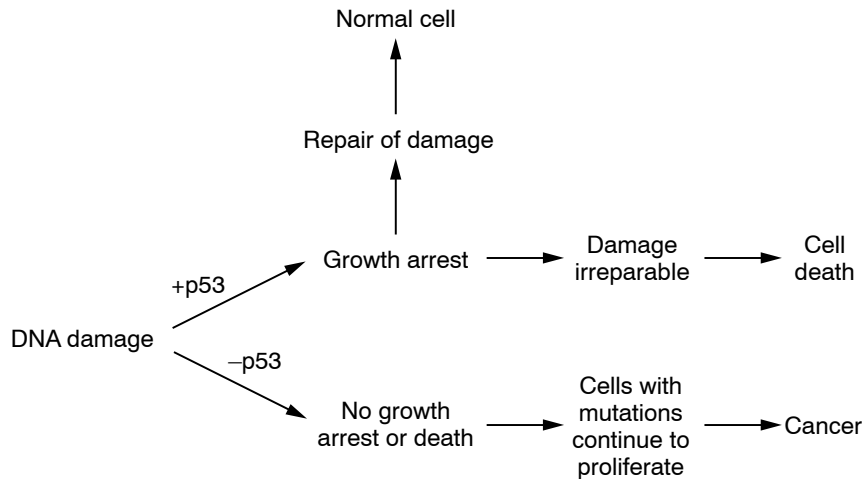 Normal cell
Repair of damage
Growth arrest
Damage
irreparable
Cell
death
+p53
DNA damage
–p53
No growth
arrest or death
Cells with
mutations
continue to
proliferate
Cancer